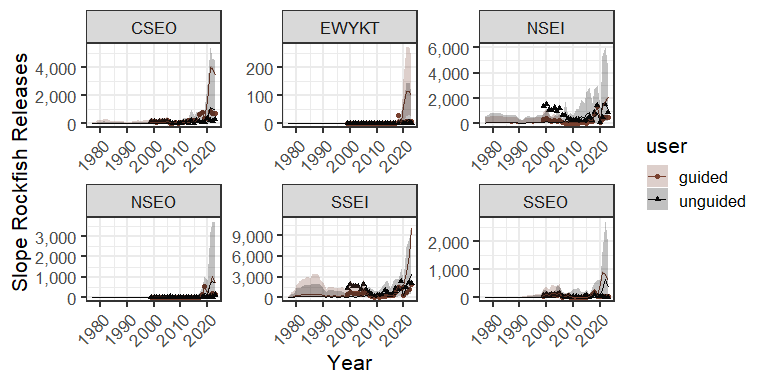 CSEO EWYKT NSEI
Slope Rockfish Releases
4,000
2,000
0
1980 1990 2000 2010 2020
200
100
0
1980 1990 2000 2010 2020
6,000
4,000
2,000
0
1980 1990 2000 2010 2020
NSEO SSEI SSEO
3,000
2,000
1,000
0
1980 1990 2000 2010 2020
9,000
6,000
3,000
0
1980 1990 2000 2010 2020
2,000
1,000
0
1980 1990 2000 2010 2020
Year
user
guided
unguided